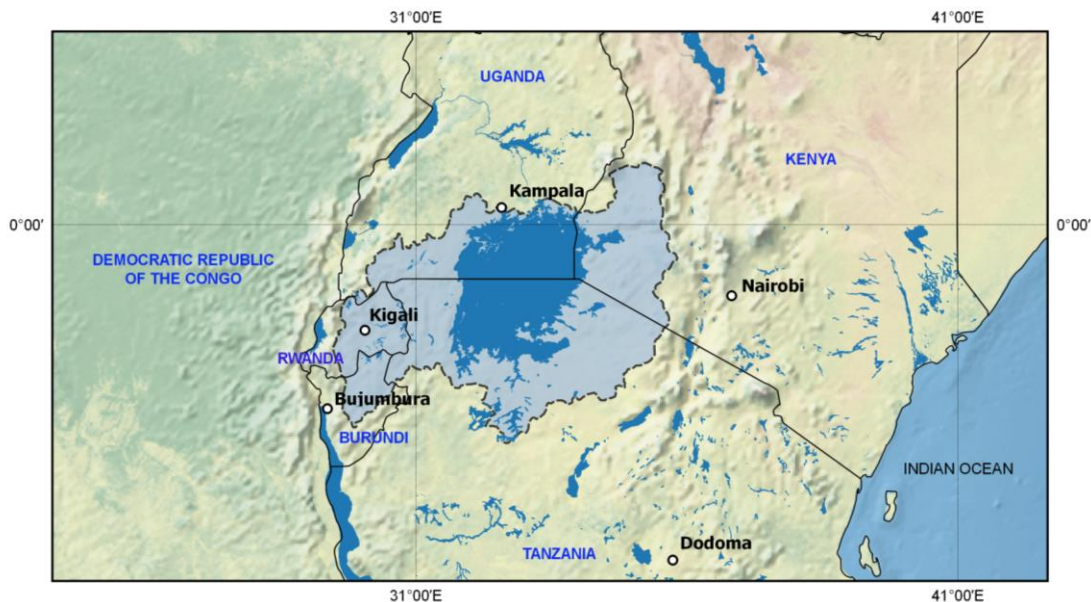 31°00′E
41°00′E
UGANDA
KENYA
Kampala
0°00′
0°00′
DEMOCRATIC REPUBLIC
OF THE CONGO
Nairobi
Kigali
RWANDA
Bujumbura
BURUNDI
INDIAN OCEAN
TANZANIA
Dodoma
31°00′E
41°00′E